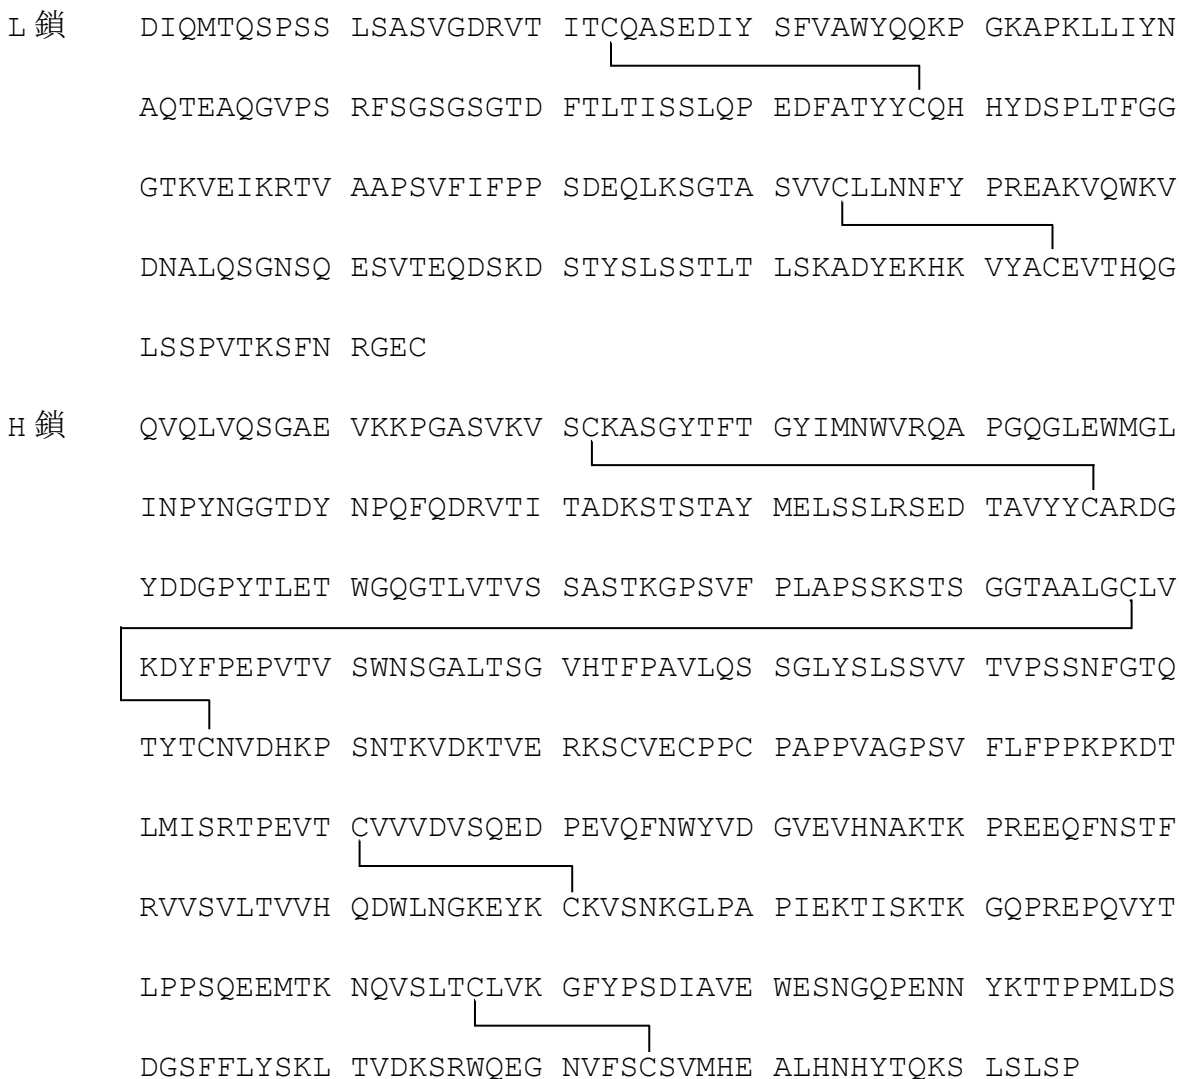 L 鎖 DIQMTQSPSS LSASVGDRVT ITCQASEDIY SFVAWYQQKP GKAPKLLIYN
AQTEAQGVPS RFSGSGSGTD FTLTISSLQP EDFATYYCQH HYDSPLTFGG
GTKVEIKRTV AAPSVFIFPP SDEQLKSGTA SVVCLLNNFY PREAKVQWKV
DNALQSGNSQ ESVTEQDSKD STYSLSSTLT LSKADYEKHK VYACEVTHQG
LSSPVTKSFN RGEC
H 鎖 QVQLVQSGAE VKKPGASVKV SCKASGYTFT GYIMNWVRQA PGQGLEWMGL
INPYNGGTDY NPQFQDRVTI TADKSTSTAY MELSSLRSED TAVYYCARDG
YDDGPYTLET WGQGTLVTVS SASTKGPSVF PLAPSSKSTS GGTAALGCLV
KDYFPEPVTV SWNSGALTSG VHTFPAVLQS SGLYSLSSVV TVPSSNFGTQ
TYTCNVDHKP SNTKVDKTVE RKSCVECPPC PAPPVAGPSV FLFPPKPKDT
LMISRTPEVT CVVVDVSQED PEVQFNWYVD GVEVHNAKTK PREEQFNSTF
RVVSVLTVVH QDWLNGKEYK CKVSNKGLPA PIEKTISKTK GQPREPQVYT
LPPSQEEMTK NQVSLTCLVK GFYPSDIAVE WESNGQPENN YKTTPPMLDS
DGSFFLYSKL TVDKSRWQEG NVFSCSVMHE ALHNHYTQKS LSLSP